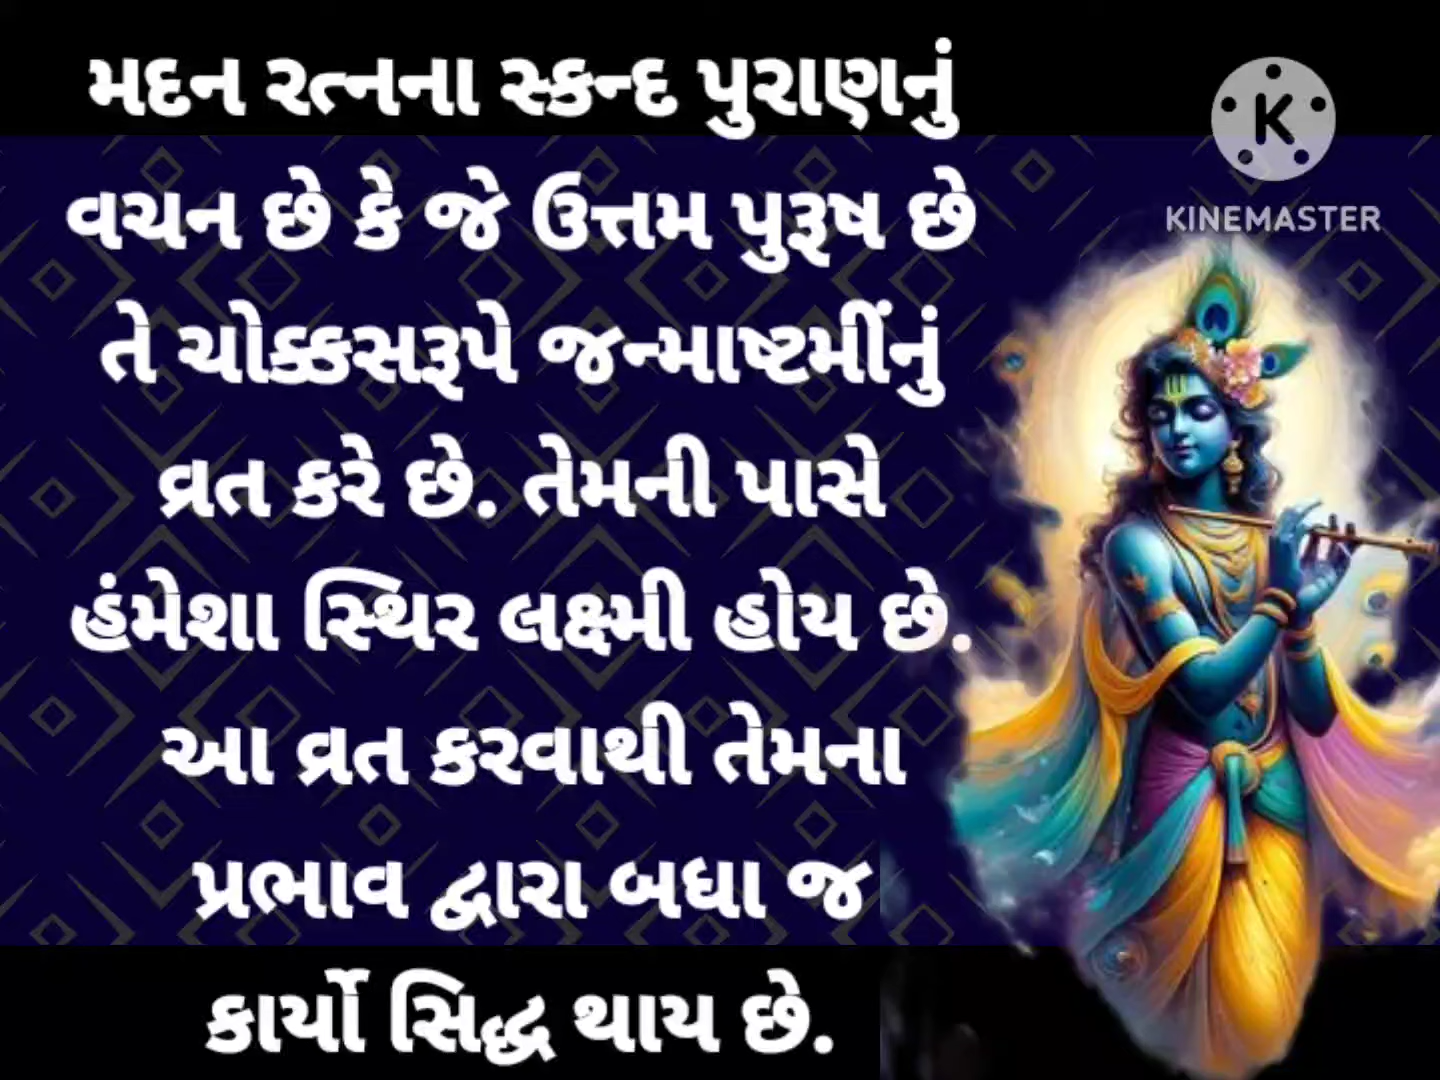 મદન રત્નના સ્કન્દ પુરાણનું
વચન છે કે જે ઉત્તમ પુરૂષ છે
તે ચોક્કસરૂપે જન્માષ્ટમીંનું
વ્રત કરે છે. તેમની પાસે
હંમેશા સ્થિર લક્ષ્મી હોય છે.
આ વ્રત કરવાથી તેમના
પ્રભાવ દ્વારા બધા જ
કાર્યો સિદ્ધ થાય છે.
K
KINEMASTER